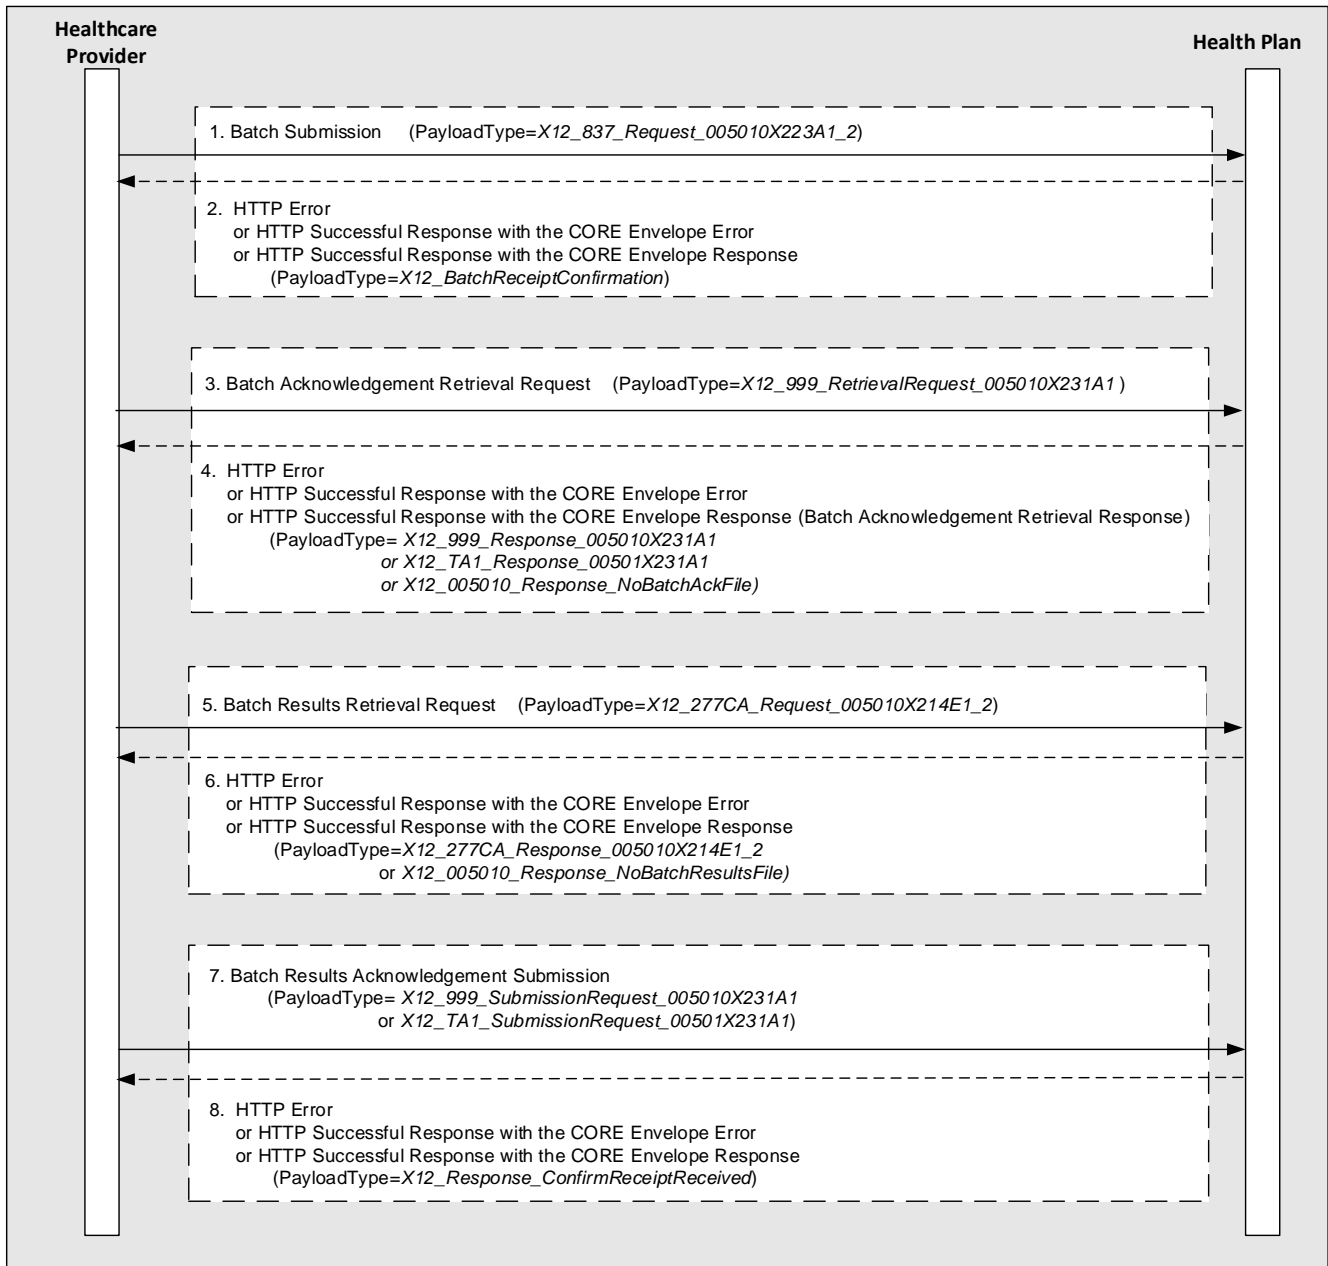 Healthcare
Provider
Health Plan
1. Batch Submission (PayloadType=X12_837_Request_005010X223A1_2)
2. HTTP Error
or HTTP Successful Response with the CORE Envelope Error
or HTTP Successful Response with the CORE Envelope Response
(PayloadType=X12_BatchReceiptConfirmation)
3. Batch Acknowledgement Retrieval Request (PayloadType=X12_999_RetrievalRequest_005010X231A1 )
4. HTTP Error
or HTTP Successful Response with the CORE Envelope Error
or HTTP Successful Response with the CORE Envelope Response (Batch Acknowledgement Retrieval Response)
(PayloadType= X12_999_Response_005010X231A1
or X12_TA1_Response_00501X231A1
or X12_005010_Response_NoBatchAckFile)
5. Batch Results Retrieval Request (PayloadType=X12_277CA_Request_005010X214E1_2)
6. HTTP Error
or HTTP Successful Response with the CORE Envelope Error
or HTTP Successful Response with the CORE Envelope Response
(PayloadType=X12_277CA_Response_005010X214E1_2
or X12_005010_Response_NoBatchResultsFile)
7. Batch Results Acknowledgement Submission
(PayloadType= X12_999_SubmissionRequest_005010X231A1
or X12_TA1_SubmissionRequest_00501X231A1)
8. HTTP Error
or HTTP Successful Response with the CORE Envelope Error
or HTTP Successful Response with the CORE Envelope Response
(PayloadType=X12_Response_ConfirmReceiptReceived)